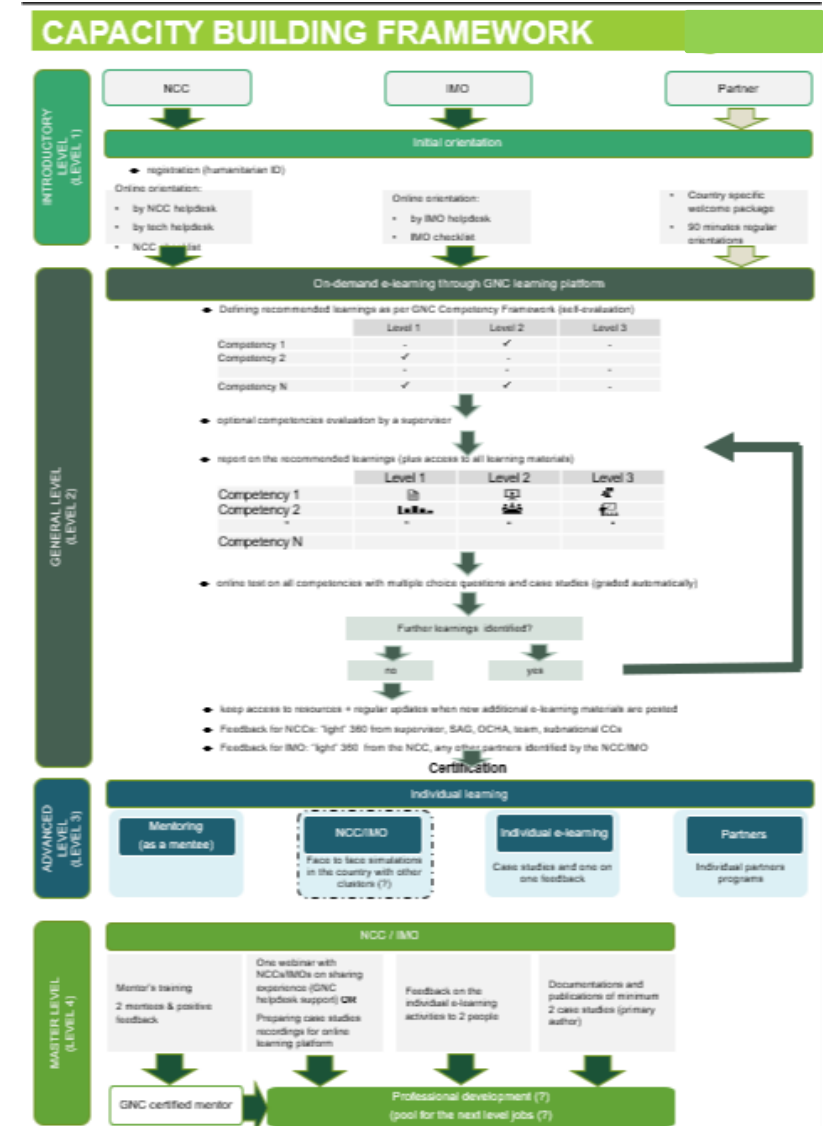 CAPACITY BUILDING FRAMEWORK
INTRODUCTORY
LEVEL
(LEVEL 1)
NCC
IMO
Partner
Initial orientation
registration (humanitarian ID)
Online orientation:
by NCC helpdesk
by tech helpdesk
NCC checklist
Online orientation:
by IMO helpdesk
IMO checklist
Country specific
welcome package
90 minutes regular
orientations
GENERAL LEVEL
(LEVEL 2)
On-demand e-learning through GNC learning platform
Defining recommended learnings as per GNC Competency Framework (self-evaluation)
Level 1 Level 2 Level 3
Competency 1 - ✓ -
Competency 2 ✓ -
- - -
Competency N ✓ ✓ -
optional competencies evaluation by a supervisor
report on the recommended learnings (plus access to all learning materials)
Level 1 Level 2 Level 3
Competency 1
Competency 2
Competency N
online test on all competencies with multiple choice questions and case studies (graded automatically)
Further learnings identified?
no yes
keep access to resources + regular updates when new additional e-learning materials are posted
Feedback for NCCs: "light" 360 from supervisor, SAG, OCHA, team, subnational CCs
Feedback for IMO: "light" 360 from the NCC, any other partners identified by the NCC/IMO
Certification
ADVANCED
LEVEL
(LEVEL 3)
Individual learning
Mentoring
(as a mentee)
NCC/IMO
Face to face simulations
in the country with other
clusters (?)
Individual e-learning
Case studies and one on
one feedback
Partners
Individual partners
programs
MASTER LEVEL
(LEVEL 4)
NCC / IMO
Mentor's training
2 mentees & positive
feedback
One webinar with
NCCs/IMOs on sharing
experience (GNC
helpdesk support) OR
Preparing case studies
recordings for online
learning platform
Feedback on the
individual e-learning
activities to 2 people
Documentations and
publications of minimum
2 case studies (primary
author)
GNC certified mentor
Professional development (?)
(pool for the next level jobs (?)